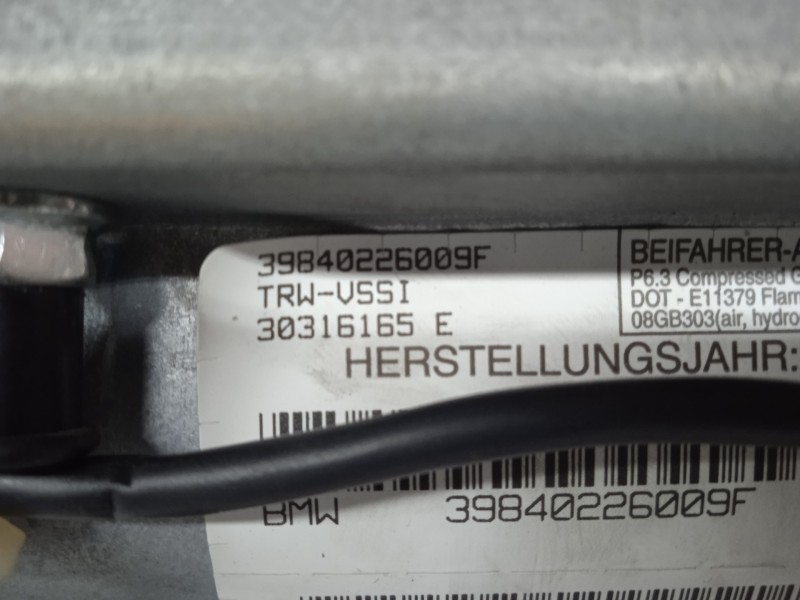 39840226009F
TRW-VSSI
30316165 E
BEIFAHRER-A
P6.3 Compressed G
DOT - E11379 Flam
08GB303(air, hydro
HERSTELLUNGSJAHR:
BMW 39840226009F